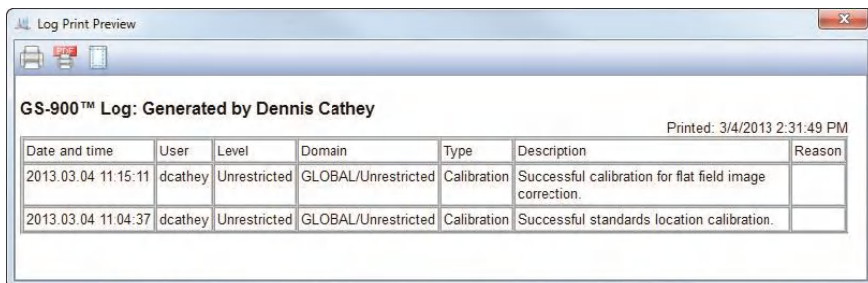 Log Print Preview
PDF
GS-900™ Log: Generated by Dennis Cathey
Printed: 3/4/2013 2:31:49 PM
Date and time User Level Domain Type Description Reason
2013.03.04 11:15:11 dcathey Unrestricted GLOBAL/Unrestricted Calibration Successful calibration for flat field image
correction.
2013.03.04 11:04:37 dcathey Unrestricted GLOBAL/Unrestricted Calibration Successful standards location calibration.